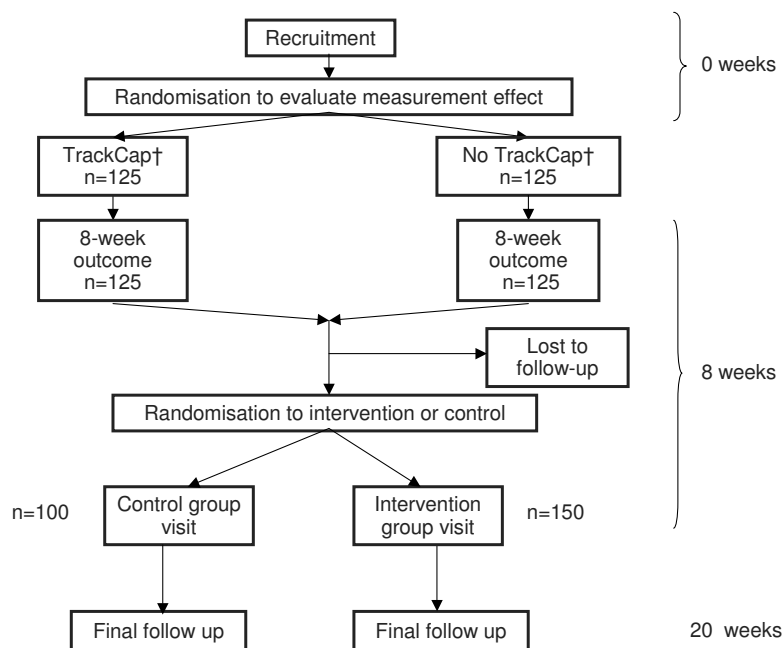 Recruitment
0 weeks
Randomisation to evaluate measurement effect
TrackCap†
n=125
No TrackCap†
n=125
8-week
outcome
n=125
8-week
outcome
n=125
Lost to
follow-up
8 weeks
Randomisation to intervention or control
n=100
Control group
visit
Intervention
group visit
n=150
Final follow up
Final follow up
20 weeks